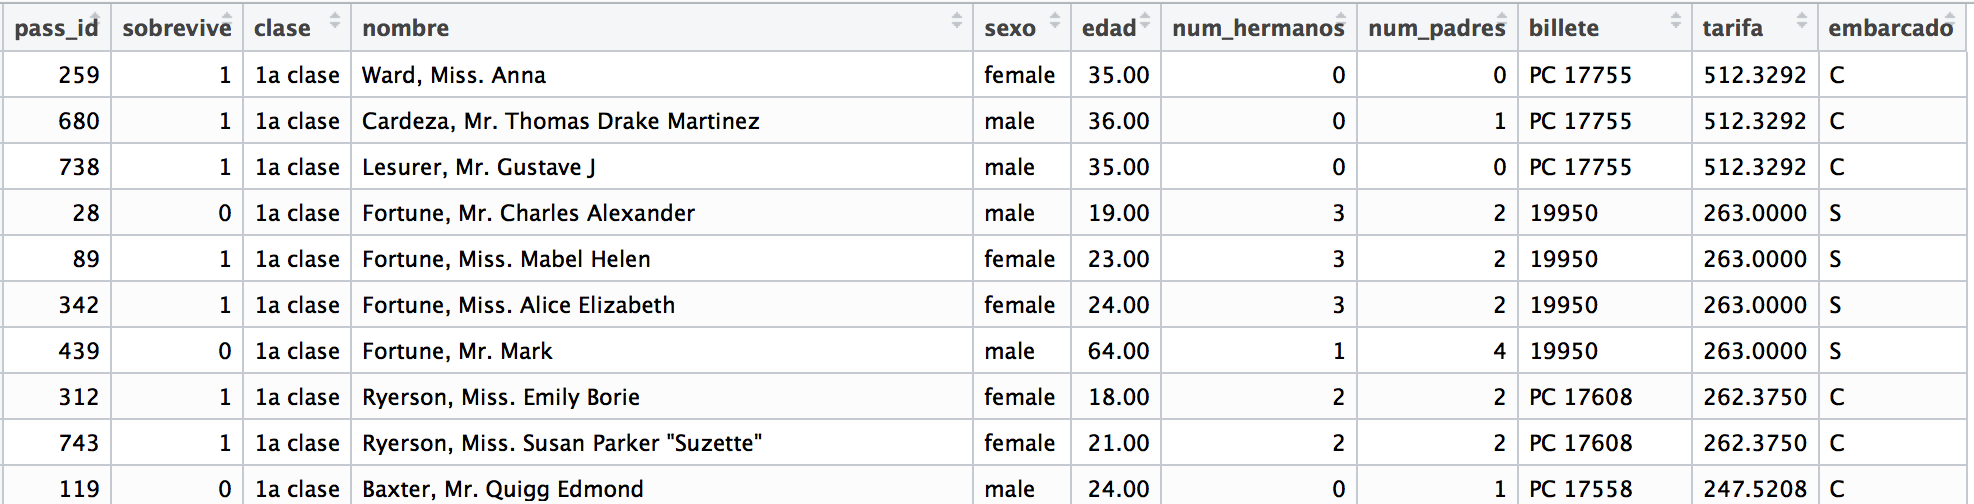 pass_id sobrevive clase nombre sexo edad num_hermanos num_padres billete tarifa embarcado
259 1 1a clase Ward, Miss. Anna female 35.00 0 0 PC 17755 512.3292 C
680 1 1a clase Cardeza, Mr. Thomas Drake Martinez male 36.00 0 1 PC 17755 512.3292 C
738 1 1a clase Lesurer, Mr. Gustave J male 35.00 0 0 PC 17755 512.3292 C
28 0 1a clase Fortune, Mr. Charles Alexander male 19.00 3 2 19950 263.0000 S
89 1 1a clase Fortune, Miss. Mabel Helen female 23.00 3 2 19950 263.0000 S
342 1 1a clase Fortune, Miss. Alice Elizabeth female 24.00 3 2 19950 263.0000 S
439 0 1a clase Fortune, Mr. Mark male 64.00 1 4 19950 263.0000 S
312 1 1a clase Ryerson, Miss. Emily Borie female 18.00 2 2 PC 17608 262.3750 C
743 1 1a clase Ryerson, Miss. Susan Parker "Suzette" female 21.00 2 2 PC 17608 262.3750 C
119 0 1a clase Baxter, Mr. Quigg Edmond male 24.00 0 1 PC 17558 247.5208 C